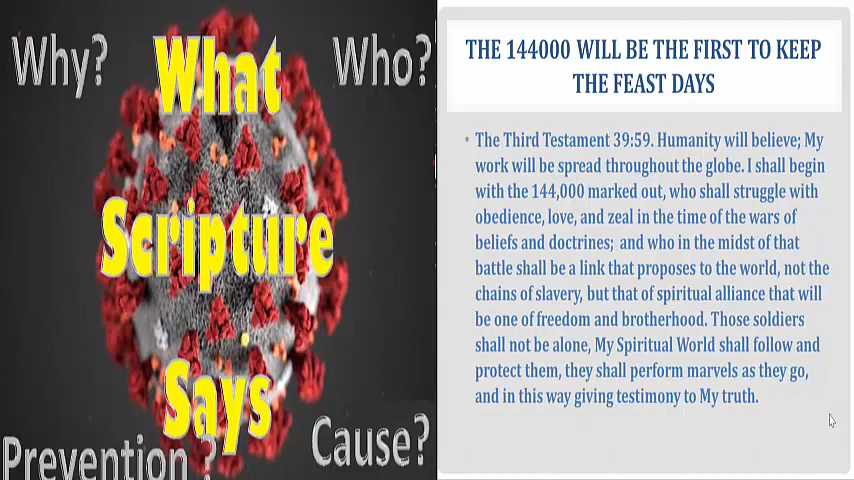 Why?
What
Who?
Scripture
Says
Prevention ?
Cause?
THE 144000 WILL BE THE FIRST TO KEEP
THE FEAST DAYS
• The Third Testament 39:59. Humanity will believe; My
work will be spread throughout the globe. I shall begin
with the 144,000 marked out, who shall struggle with
obedience, love, and zeal in the time of the wars of
beliefs and doctrines; and who in the midst of that
battle shall be a link that proposes to the world, not the
chains of slavery, but that of spiritual alliance that will
be one of freedom and brotherhood. Those soldiers
shall not be alone, My Spiritual World shall follow and
protect them, they shall perform marvels as they go,
and in this way giving testimony to My truth.